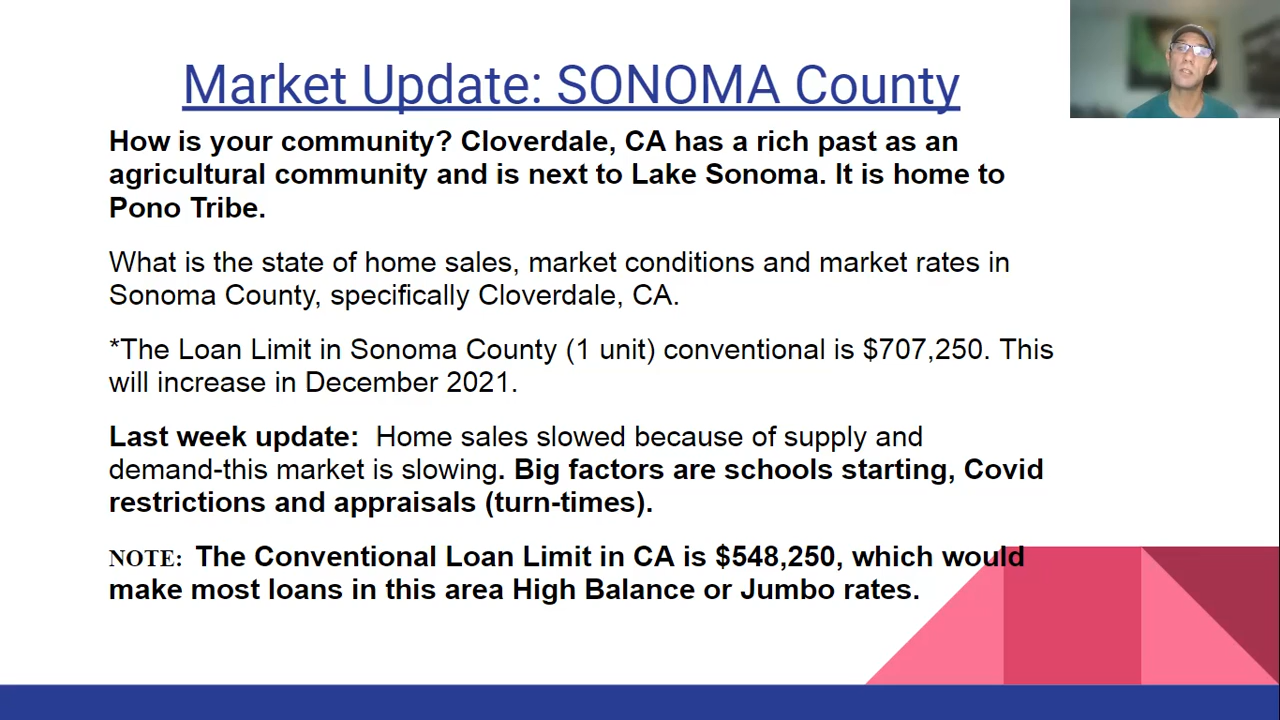 Market Update: SONOMA County
How is your community? Cloverdale, CA has a rich past as an
agricultural community and is next to Lake Sonoma. It is home to
Pono Tribe.
What is the state of home sales, market conditions and market rates in
Sonoma County, specifically Cloverdale, CA.
*The Loan Limit in Sonoma County (1 unit) conventional is $707,250. This
will increase in December 2021.
Last week update:  Home sales slowed because of supply and
demand-this market is slowing. Big factors are schools starting, Covid
restrictions and appraisals (turn-times).
NOTE:  The Conventional Loan Limit in CA is $548,250, which would
make most loans in this area High Balance or Jumbo rates.